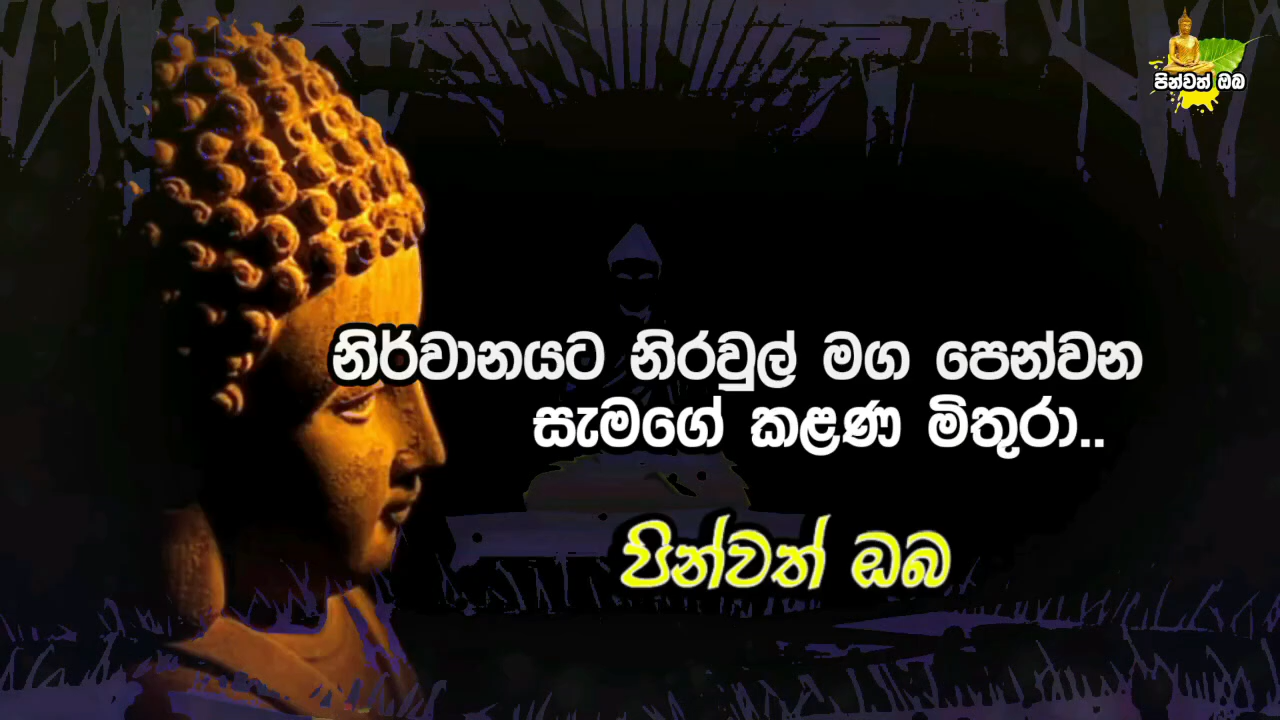 පින්වත් ඔබ
නිර්වානයට නිරවුල් මග පෙන්වන
සැමගේ කළණ මිතුරා..
පින්වත් ඔබ